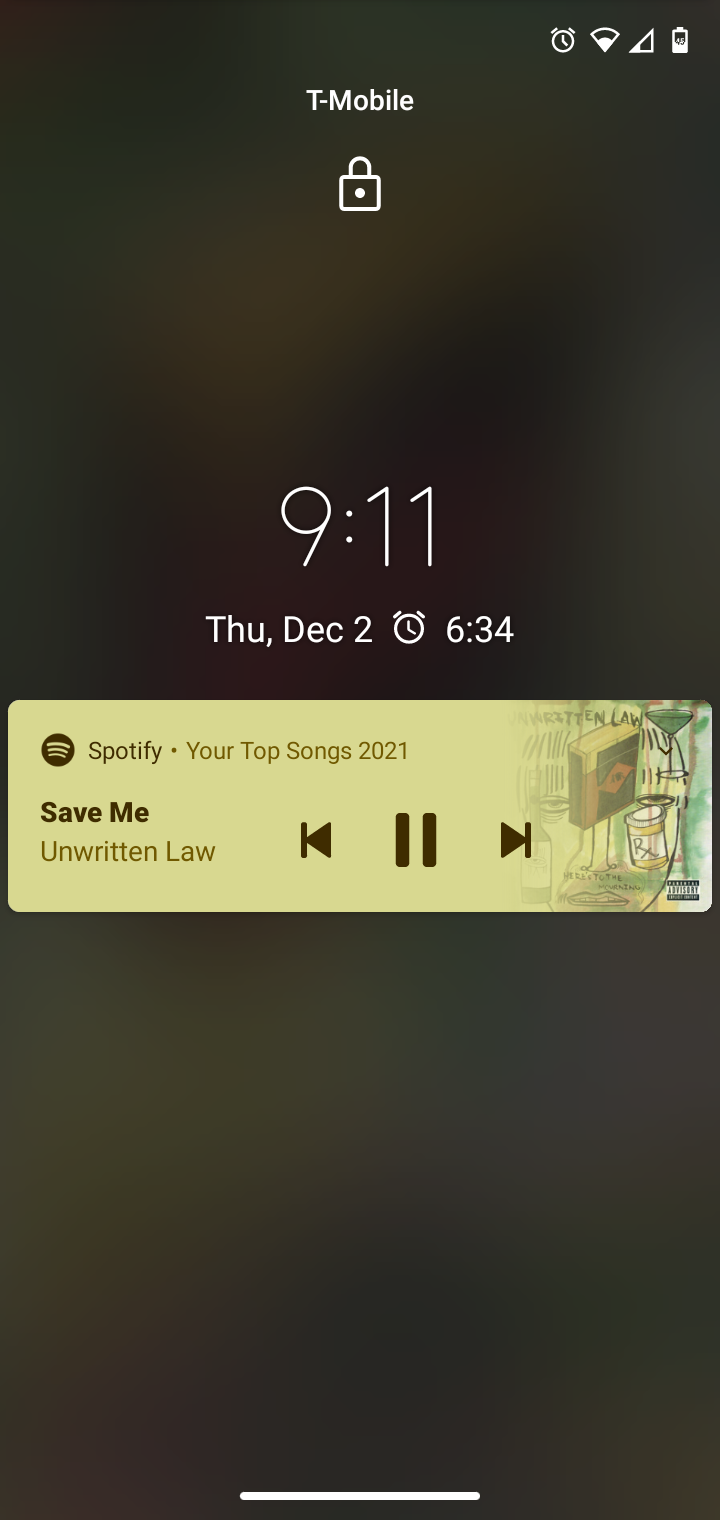 45
T-Mobile
9:11
Thu, Dec 2 6:34
Spotify • Your Top Songs 2021
Save Me
Unwritten Law
UNWRITTEN LAW
Rx
HERE'S TO THE
MOURNING
PARENTAL
ADVISORY
EXPLICIT CONTENT